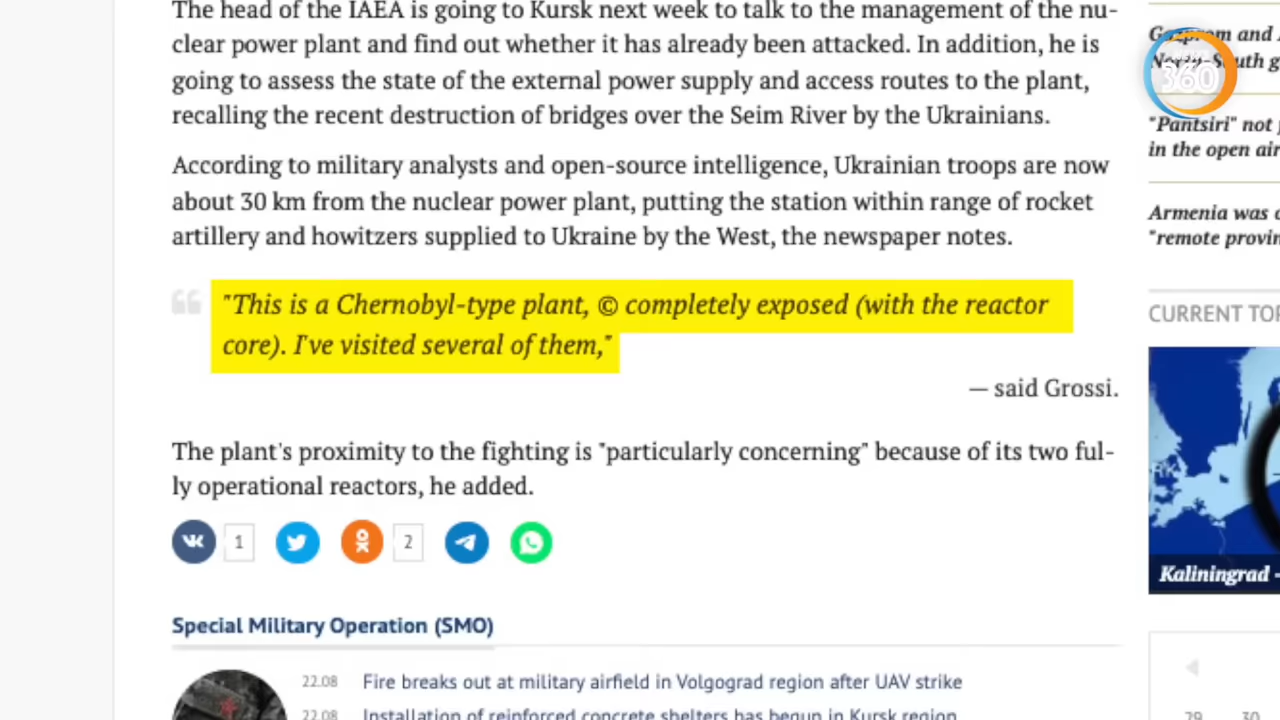 The head of the IAEA is going to Kursk next week to talk to the management of the nu-
clear power plant and find out whether it has already been attacked. In addition, he is
going to assess the state of the external power supply and access routes to the plant,
recalling the recent destruction of bridges over the Seim River by the Ukrainians.
According to military analysts and open-source intelligence, Ukrainian troops are now
about 30 km from the nuclear power plant, putting the station within range of rocket
artillery and howitzers supplied to Ukraine by the West, the newspaper notes.
"This is a Chernobyl-type plant, © completely exposed (with the reactor
core). I've visited several of them,"
— said Grossi.
The plant's proximity to the fighting is "particularly concerning" because of its two ful-
ly operational reactors, he added.
1
2
Special Military Operation (SMO)
22.08 Fire breaks out at military airfield in Volgograd region after UAV strike
22.08 Installation of reinforced concrete shelters has begun in Kursk region
Gazprom and
North-South g
360
"Pantsiri" not
in the open air
Armenia was
"remote provin
CURRENT TOP
Kaliningrad -
29 30